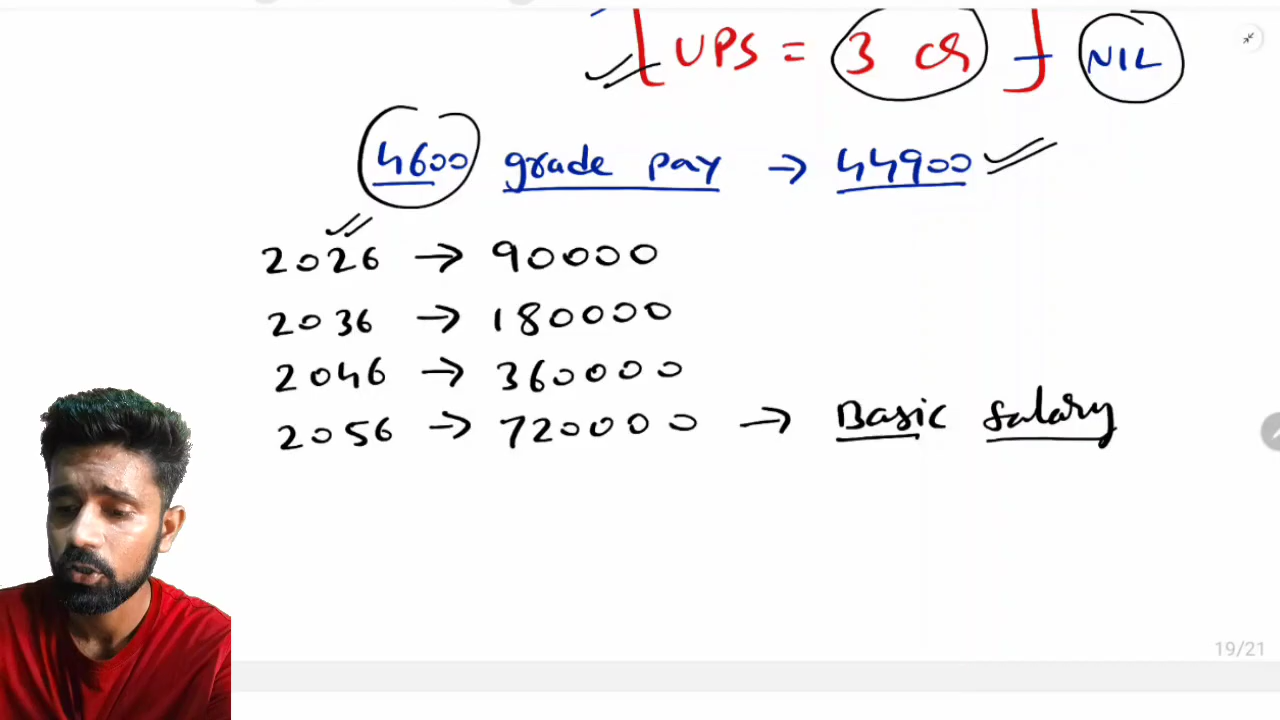 UPS = 3 cr NIL
4600 grade pay → 44900
2026 → 90000
2036 → 180000
2046 → 360000
2056 → 720000 → Basic Salary
19/21